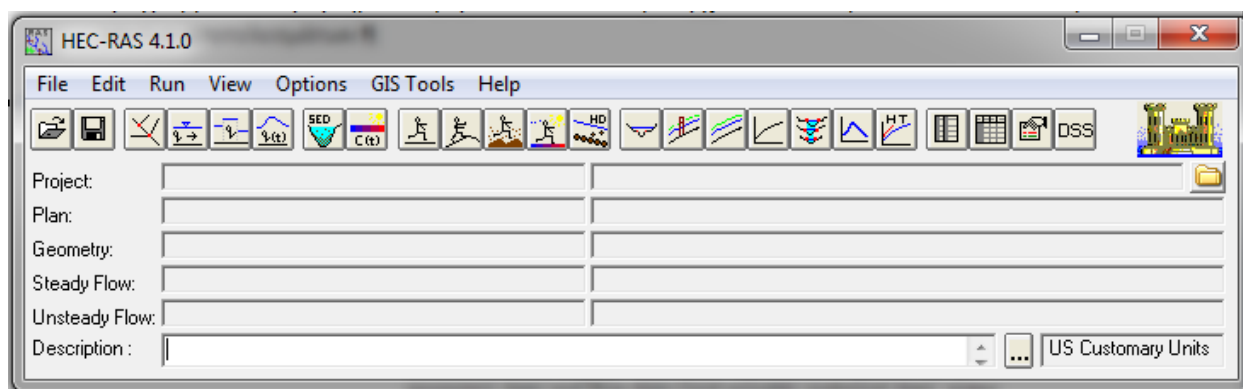 HEC-RAS 4.1.0
File Edit Run View Options GIS Tools Help
SED C(t) HD HT DSS
Project:
Plan:
Geometry:
Steady Flow:
Unsteady Flow:
Description : ... US Customary Units